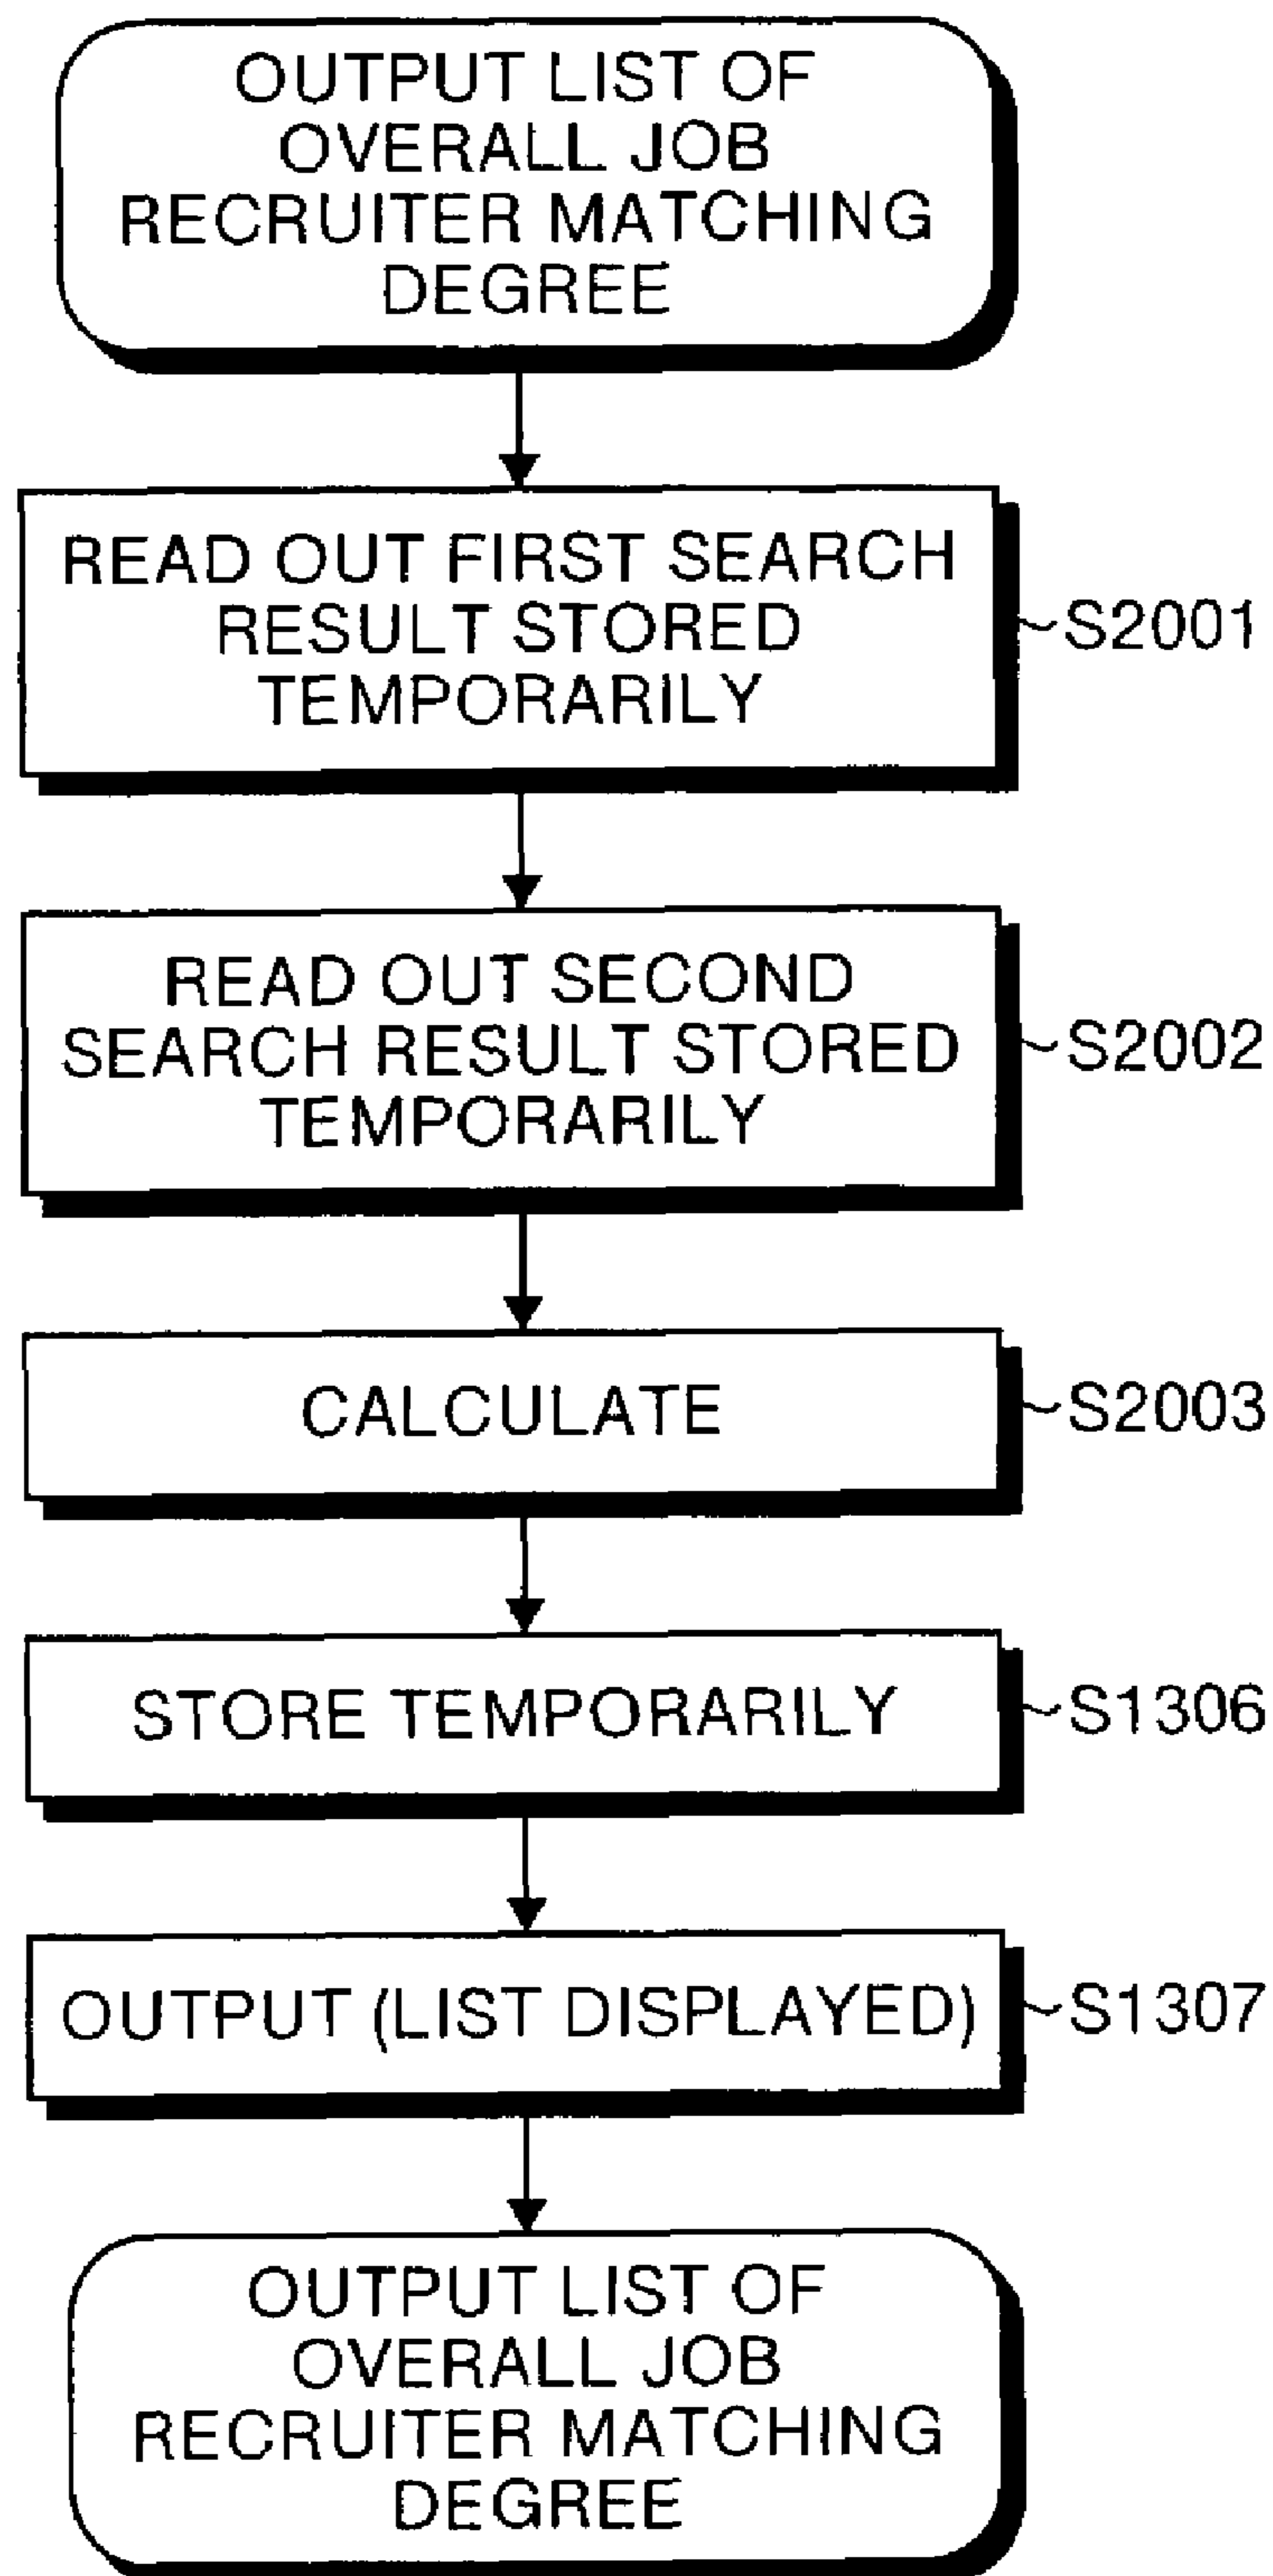 OUTPUT LIST OF
OVERALL JOB
RECRUITER MATCHING
DEGREE
READ OUT FIRST SEARCH
RESULT STORED
TEMPORARILY
~S2001
READ OUT SECOND
SEARCH RESULT STORED
TEMPORARILY
~S2002
CALCULATE
~S2003
STORE TEMPORARILY
~S1306
OUTPUT (LIST DISPLAYED)
~S1307
OUTPUT LIST OF
OVERALL JOB
RECRUITER MATCHING
DEGREE